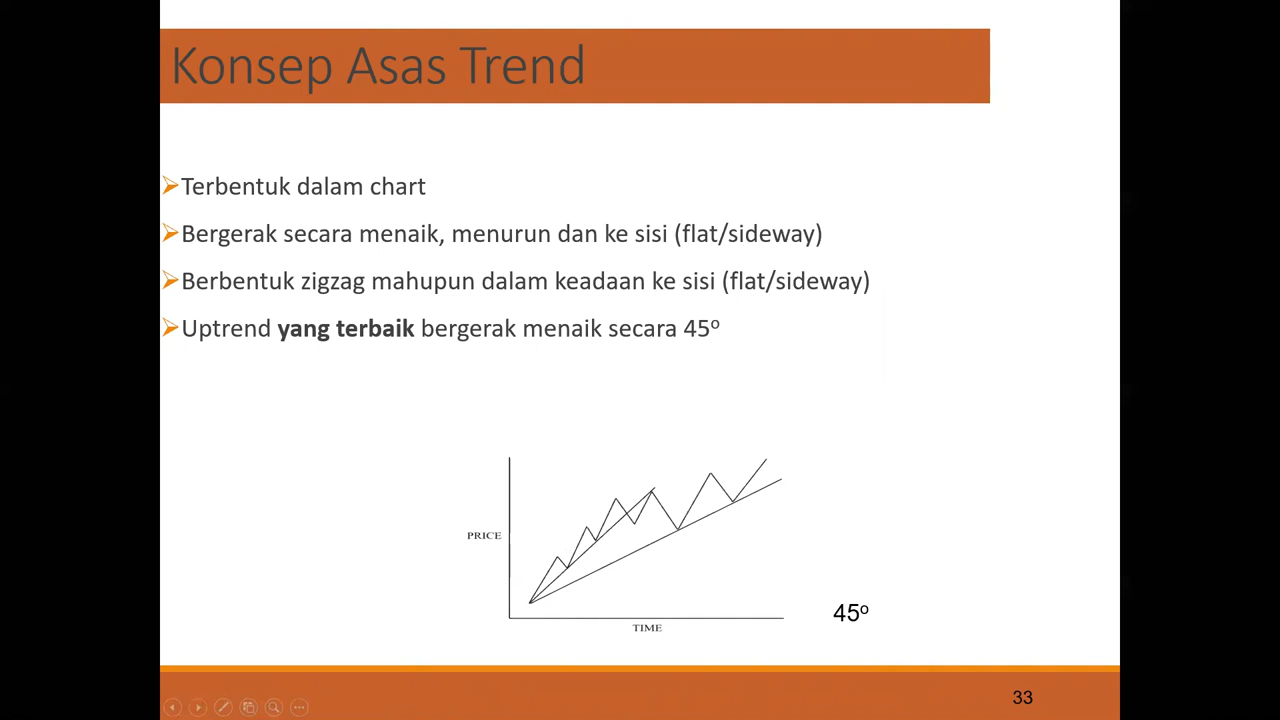 Konsep Asas Trend
Terbentuk dalam chart
Bergerak secara menaik, menurun dan ke sisi (flat/sideway)
Berbentuk zigzag mahupun dalam keadaan ke sisi (flat/sideway)
Uptrend yang terbaik bergerak menaik secara 45º
PRICE
TIME
45º
33